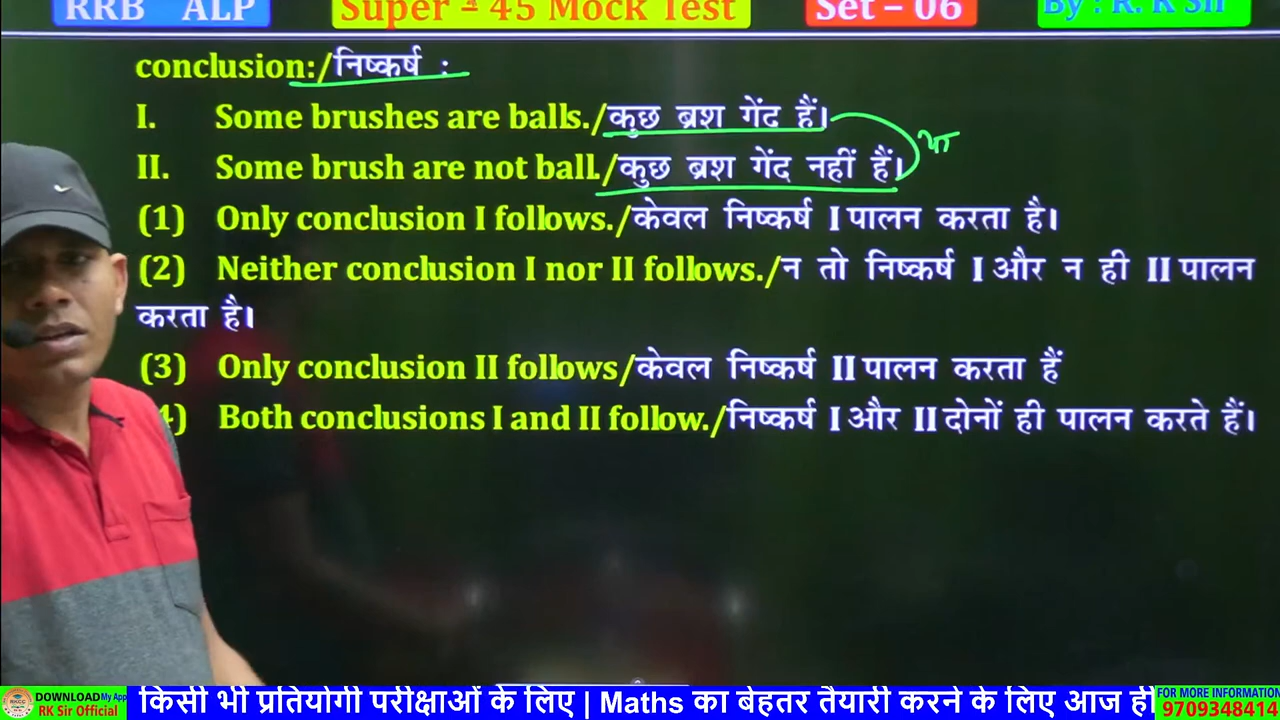 RRB ALP Super - 45 Mock Test Set – 06 By : R. K Sir
conclusion:/निष्कर्ष :
I. Some brushes are balls./कुछ ब्रश गेंद हैं।
या
II. Some brush are not ball./कुछ ब्रश गेंद नहीं हैं।
(1) Only conclusion I follows./केवल निष्कर्ष I पालन करता है।
(2) Neither conclusion I nor II follows./न तो निष्कर्ष I और न ही II पालन
करता है।
(3) Only conclusion II follows/केवल निष्कर्ष II पालन करता हैं
4) Both conclusions I and II follow./निष्कर्ष I और II दोनों ही पालन करते हैं।
DOWNLOAD My App
RK Sir Official
किसी भी प्रतियोगी परीक्षाओं के लिए | Maths का बेहतर तैयारी करने के लिए आज ही
FOR MORE INFORMATION
9709348414